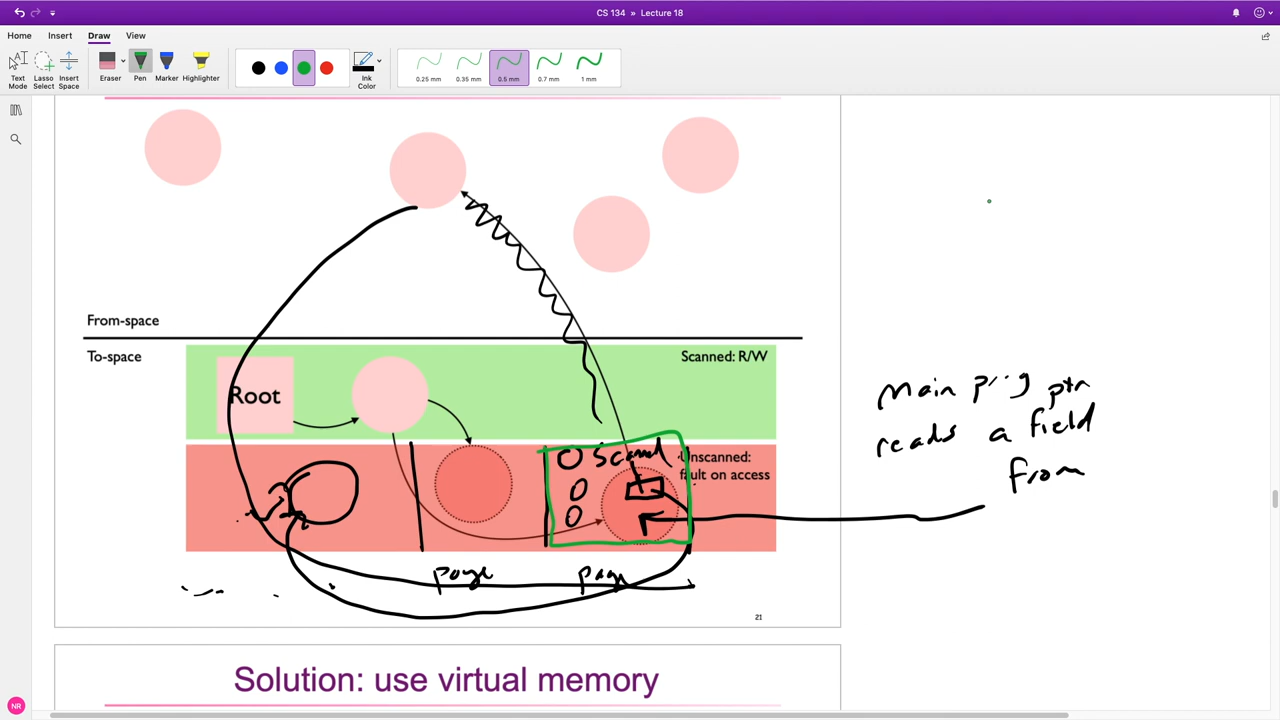 CS 134 » Lecture 18
Home Insert Draw View
Text Mode
Lasso Select
Insert Space
Eraser
Pen
Marker
Highlighter
Ink Color
0.25 mm
0.35 mm
0.5 mm
0.7 mm
1 mm
From-space
To-space
Scanned: R/W
Root
Scanned
Unscanned:
fault on access
page
page
21
Main prog ptr
reads a field
from
Solution: use virtual memory
NR